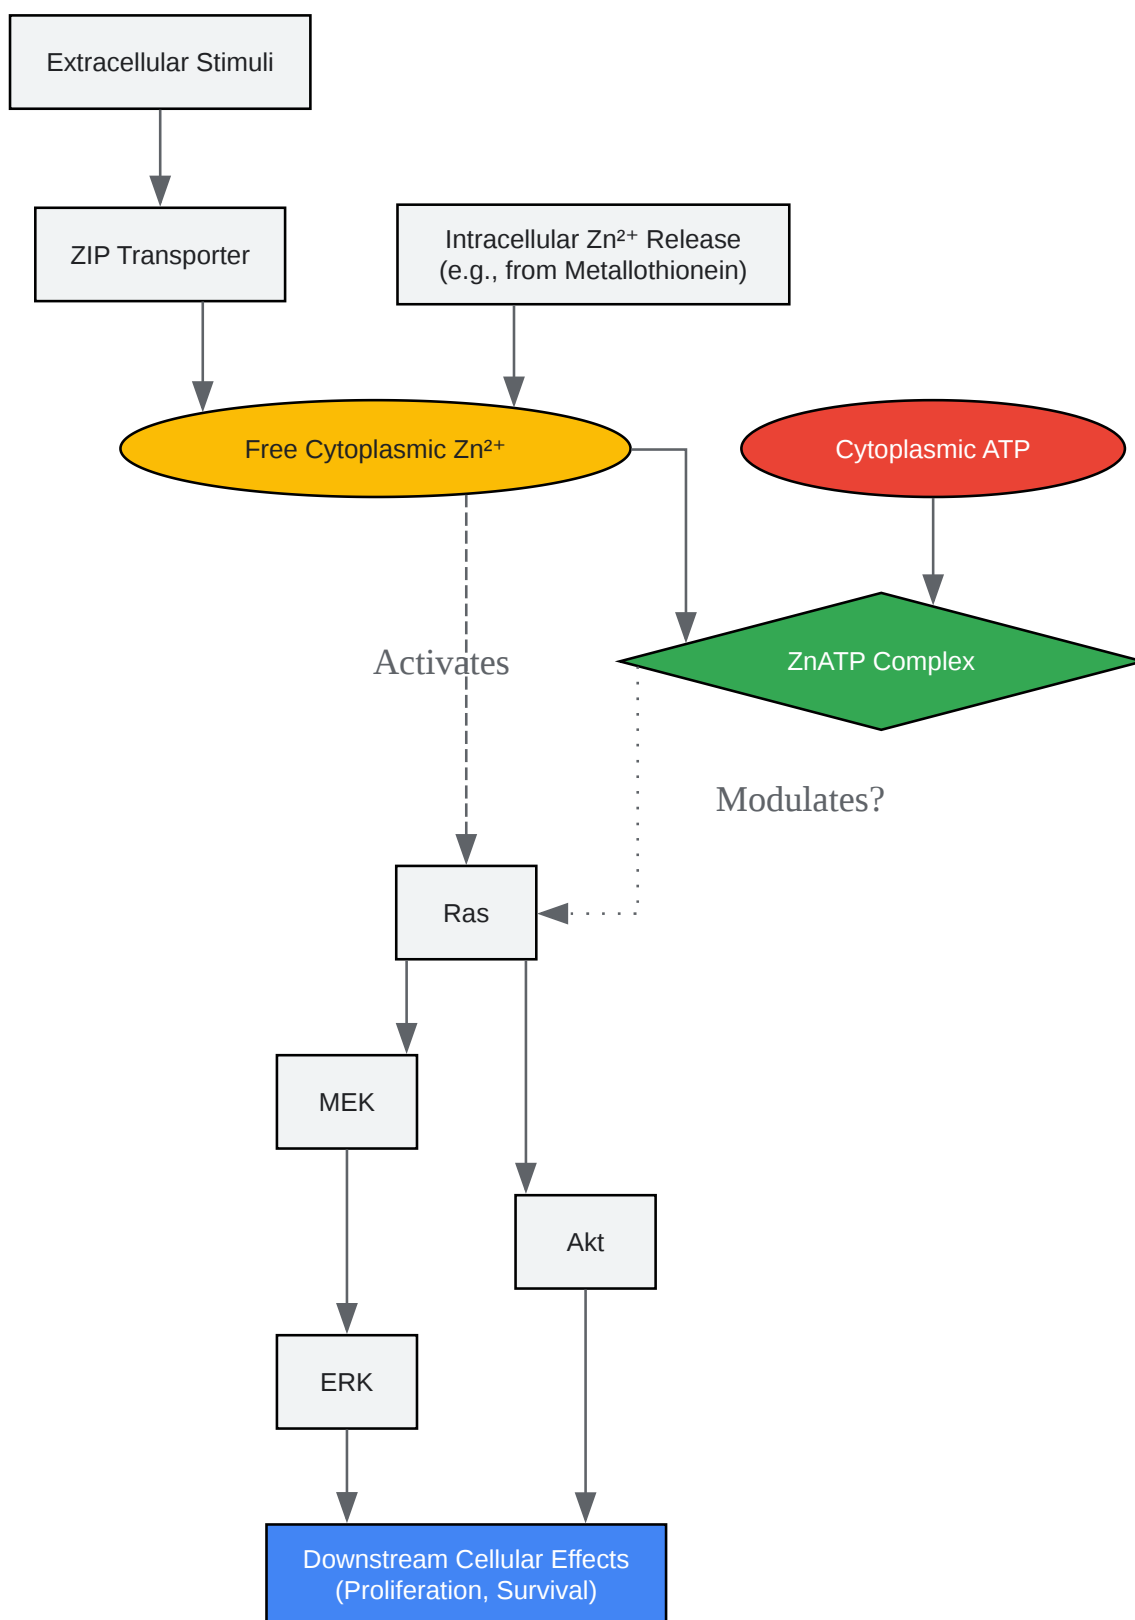 Extracellular Stimuli
ZIP Transporter
Intracellular Zn²⁺ Release
(e.g., from Metallothionein)
Free Cytoplasmic Zn²⁺
Cytoplasmic ATP
Activates
ZnATP Complex
Modulates?
Ras
MEK
Akt
ERK
Downstream Cellular Effects
(Proliferation, Survival)